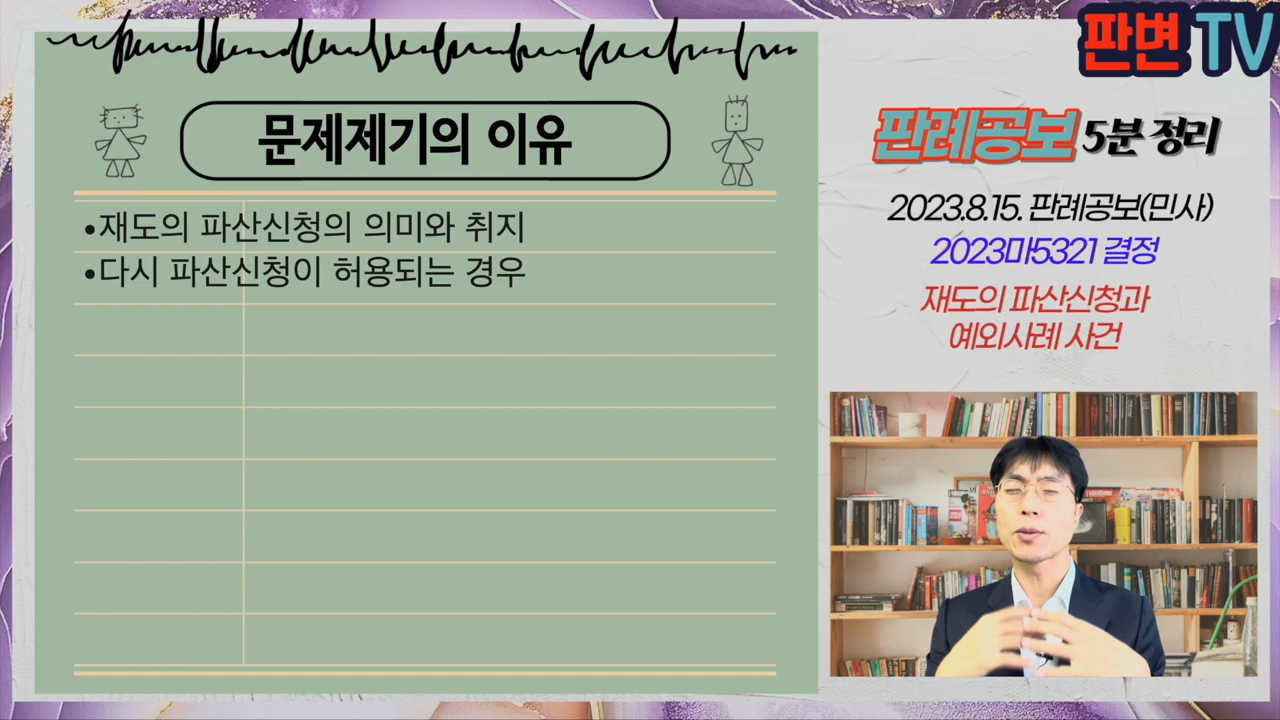 판변 TV
문제제기의 이유
•재도의 파산신청의 의미와 취지
•다시 파산신청이 허용되는 경우
판례공보 5분 정리
2023.8.15. 판례공보(민사)
2023마5321 결정
재도의 파산신청과
예외사례 사건